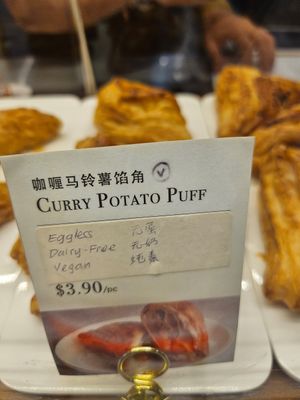 咖喱马铃薯馅角 V
CURRY POTATO PUFF
Eggless 无蛋
Dairy-Free 无奶
Vegan 纯素
$3.90/pc